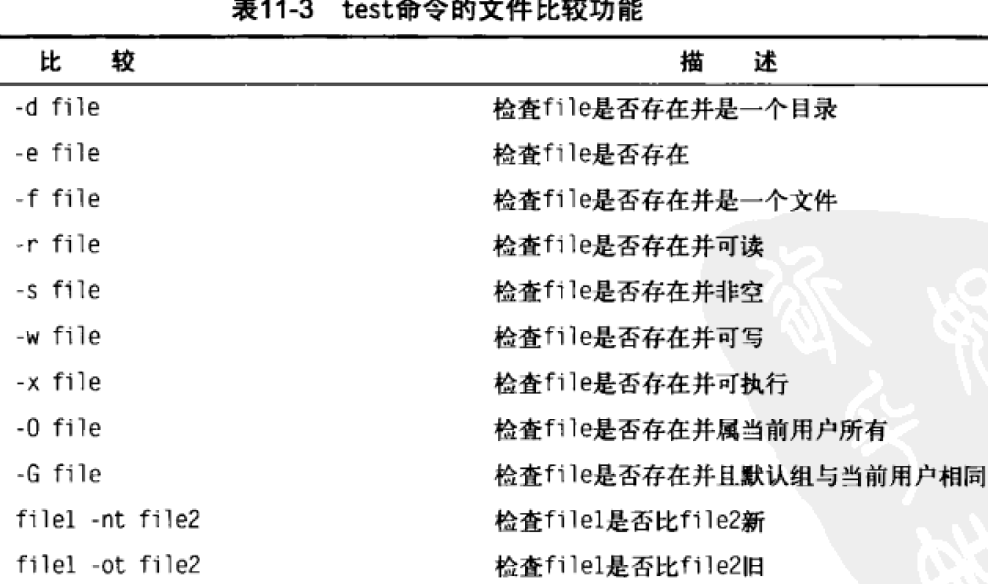 表11-3 test命令的文件比较功能
比 较 描 述
-d file 检查file是否存在并是一个目录
-e file 检查file是否存在
-f file 检查file是否存在并是一个文件
-r file 检查file是否存在并可读
-s file 检查file是否存在并非空
-w file 检查file是否存在并可写
-x file 检查file是否存在并可执行
-O file 检查file是否存在并属当前用户所有
-G file 检查file是否存在并且默认组与当前用户相同
file1 -nt file2 检查file1是否比file2新
file1 -ot file2 检查file1是否比file2旧